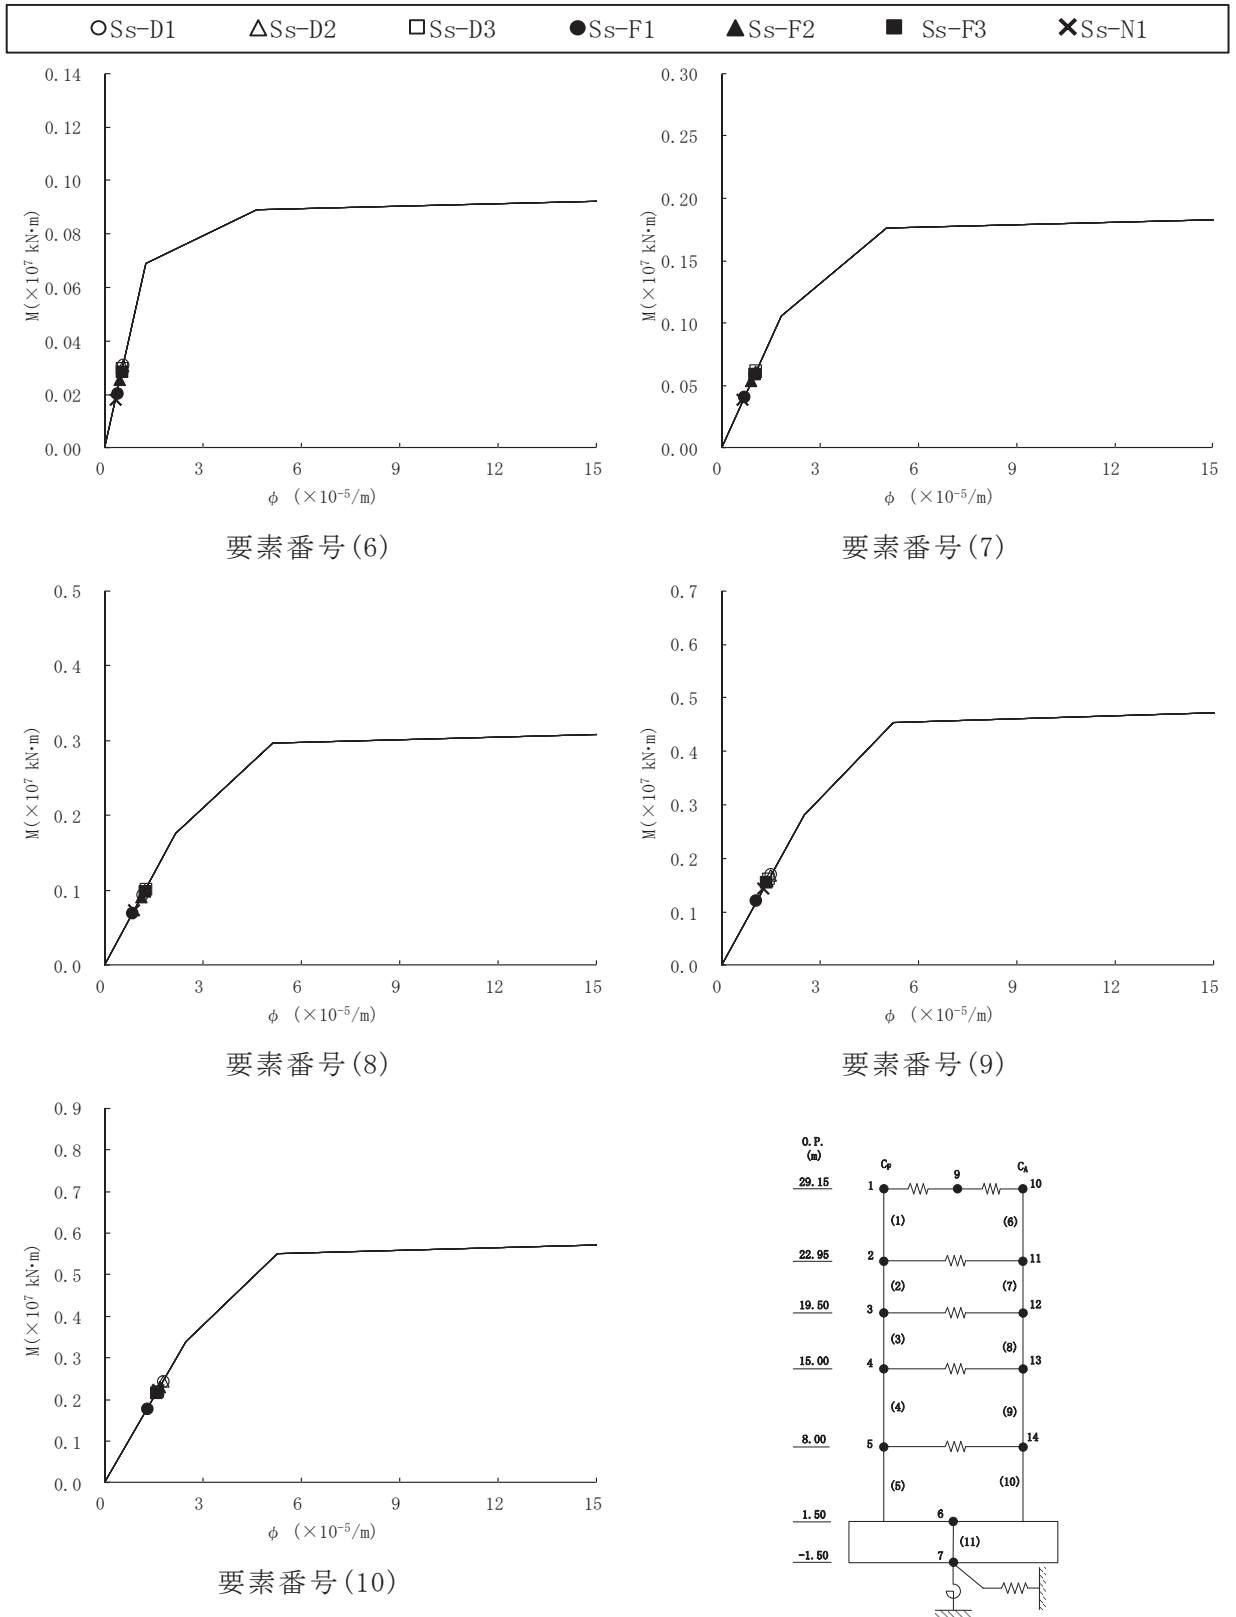 ○Ss-D1 △Ss-D2 □Ss-D3 ●Ss-F1 ▲Ss-F2 ■ Ss-F3 ×Ss-N1
0.14
0.12
0.10
0.08
0.06
0.04
0.02
0.00
M(×10⁷ kN·m)
0 3 6 9 12 15
φ (×10⁻⁵/m)
要素番号(6)
0.30
0.25
0.20
0.15
0.10
0.05
0.00
M(×10⁷ kN·m)
0 3 6 9 12 15
φ (×10⁻⁵/m)
要素番号(7)
0.5
0.4
0.3
0.2
0.1
0.0
M(×10⁷ kN·m)
0 3 6 9 12 15
φ (×10⁻⁵/m)
要素番号(8)
0.7
0.6
0.5
0.4
0.3
0.2
0.1
0.0
M(×10⁷ kN·m)
0 3 6 9 12 15
φ (×10⁻⁵/m)
要素番号(9)
0.9
0.8
0.7
0.6
0.5
0.4
0.3
0.2
0.1
0.0
M(×10⁷ kN·m)
0 3 6 9 12 15
φ (×10⁻⁵/m)
要素番号(10)
O.P.
(m)
C_F C_A
29.15 1 9 10
(1) (6)
22.95 2 11
(2) (7)
19.50 3 12
(3) (8)
15.00 4 13
(4) (9)
8.00 5 14
(5) (10)
1.50 6
(11)
-1.50 7